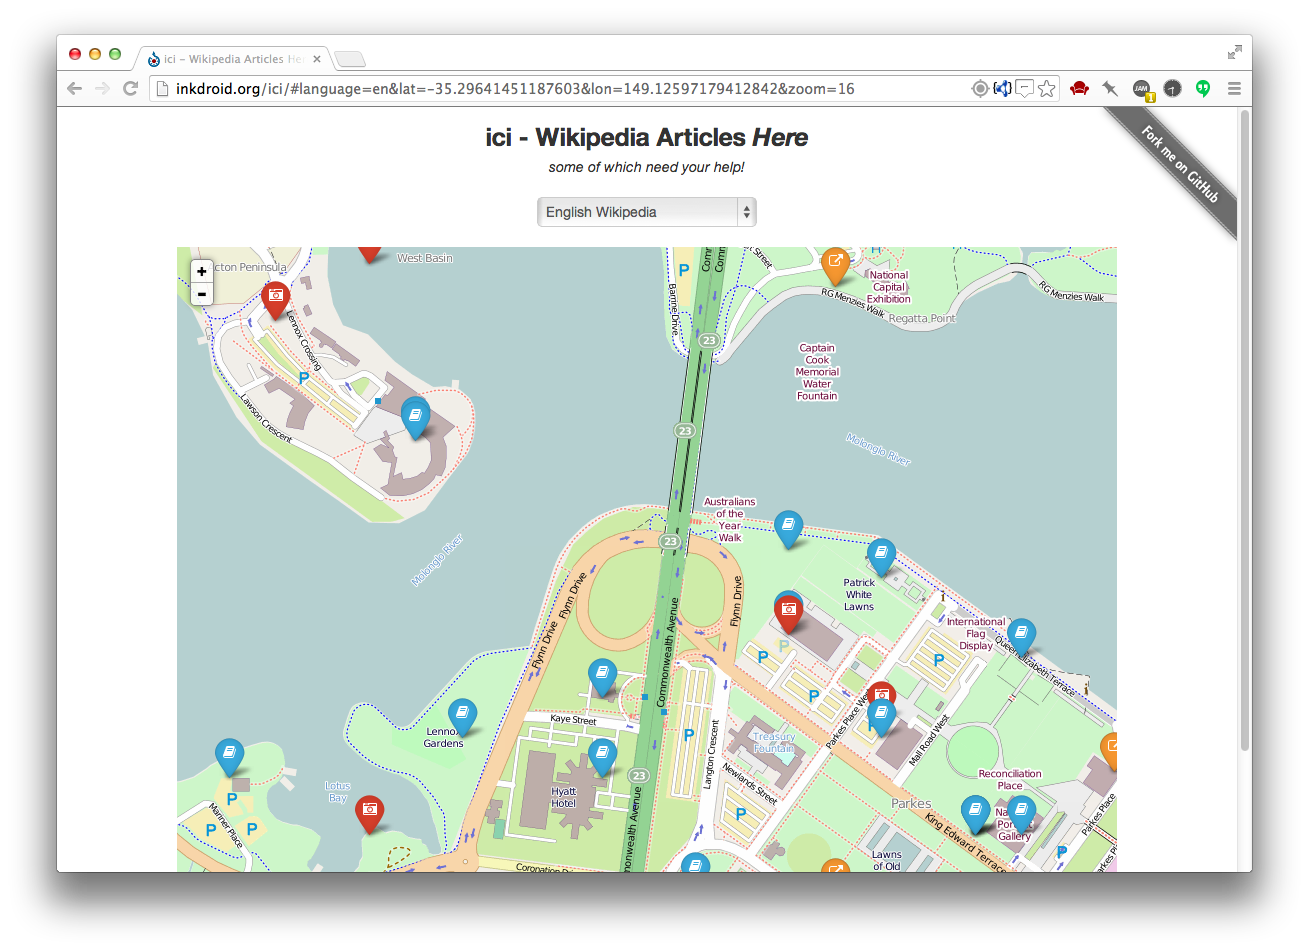 ici – Wikipedia Articles He
inkdroid.org/ici/#language=en&lat=-35.29641451187603&lon=149.12597179412842&zoom=16
JAM
1
Fork me on GitHub
ici - Wikipedia Articles Here
some of which need your help!
English Wikipedia
+
-
cton Peninsula
West Basin
Lennox Crossing
P
Lawson Crescent
P
Barrine Drive
Street
National
Capital
Exhibition
RG Menzies Walk
RG Menzies Walk
Regatta Point
23
Captain
Cook
Memorial
Water
Fountain
23
Molonglo River
Australians
of the
Year
Walk
23
Molonglo River
Flynn Drive
Flynn Drive
Flynn Drive
Commonwealth Avenue
Patrick
White
Lawns
International
Flag
Display
Queen Elizabeth Terrace
P
P
P
P
Parkes Place West
P
Mall Road West
Kaye Street
Lennox
Gardens
P
Langton Crescent
Treasury
Fountain
Newlands Street
23
Hyatt
Hotel
Reconciliation
Place
Lotus
Bay
P
P
P
Mariner Place
P
Parkes
King Edward Terrace
Parkes Place
Na
Por
Gallery
P
Lawns
of Old
monwealth Avenue
Coronation D